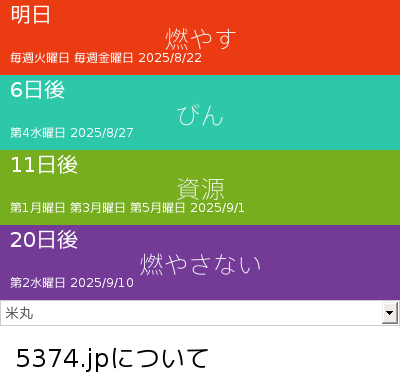 明日
燃やす
毎週火曜日 毎週金曜日 2025/8/22
6日後
びん
第4水曜日 2025/8/27
11日後
資源
第1月曜日 第3月曜日 第5月曜日 2025/9/1
20日後
燃やさない
第2水曜日 2025/9/10
米丸
5374.jpについて